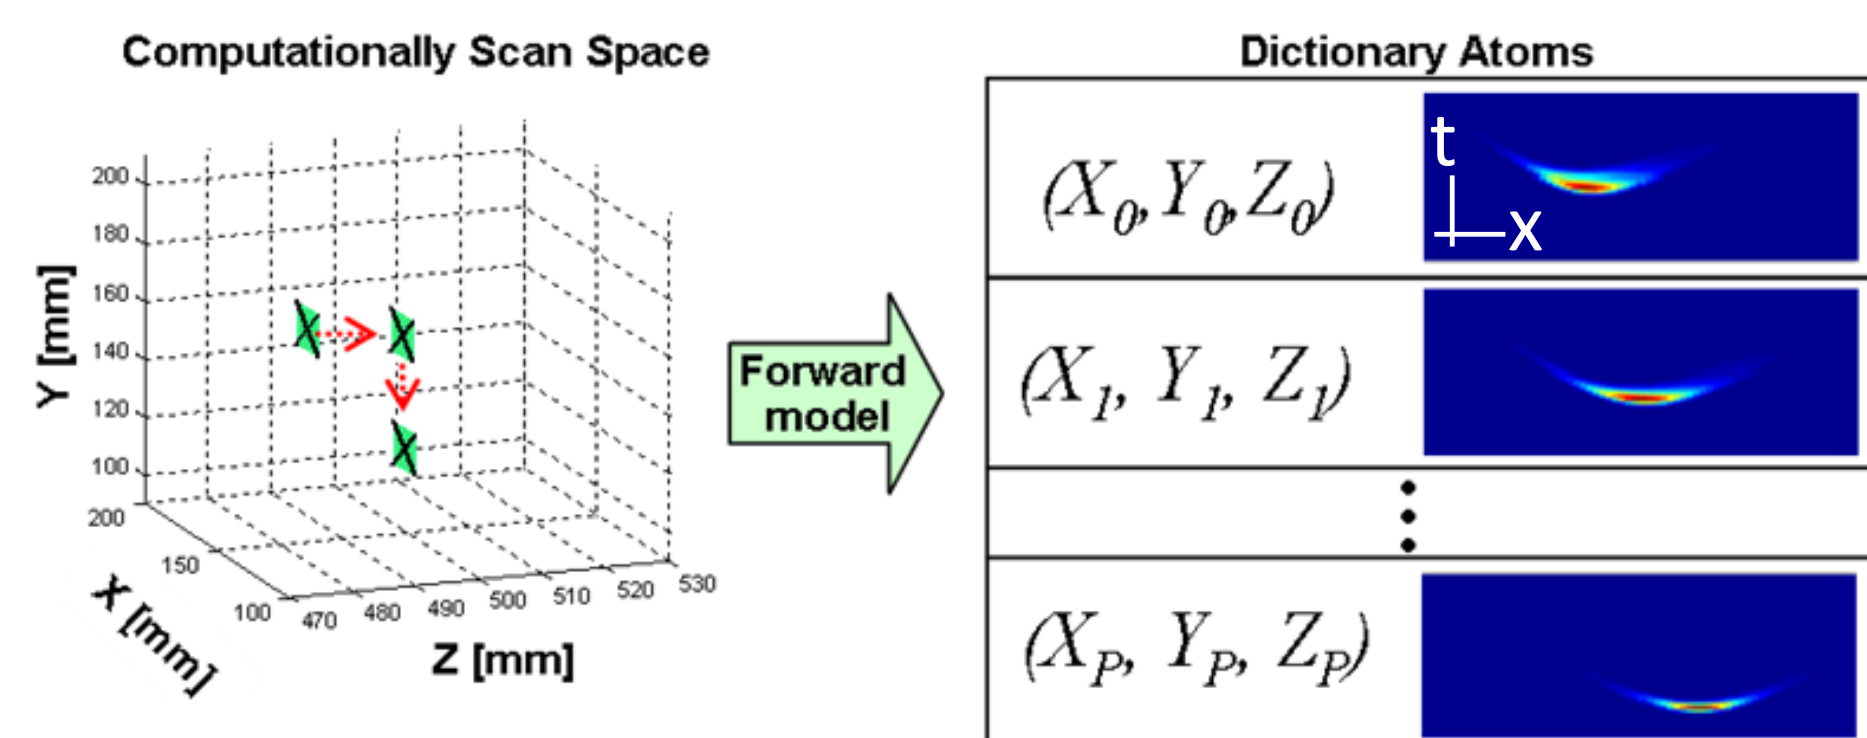 Computationally Scan Space
200
180
160
140
120
100
Y [mm]
200
150
100
X [mm]
470
480
490
500
510
520
530
Z [mm]
Forward
model
Dictionary Atoms
(X0, Y0, Z0)
t
x
(X1, Y1, Z1)
(XP, YP, ZP)